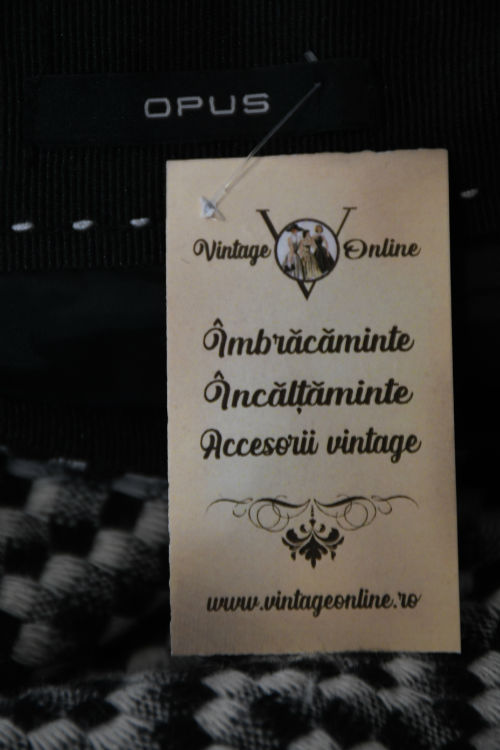 OPUS
Vintage Online
Îmbrăcăminte
Încălțăminte
Accesorii vintage
www.vintageonline.ro